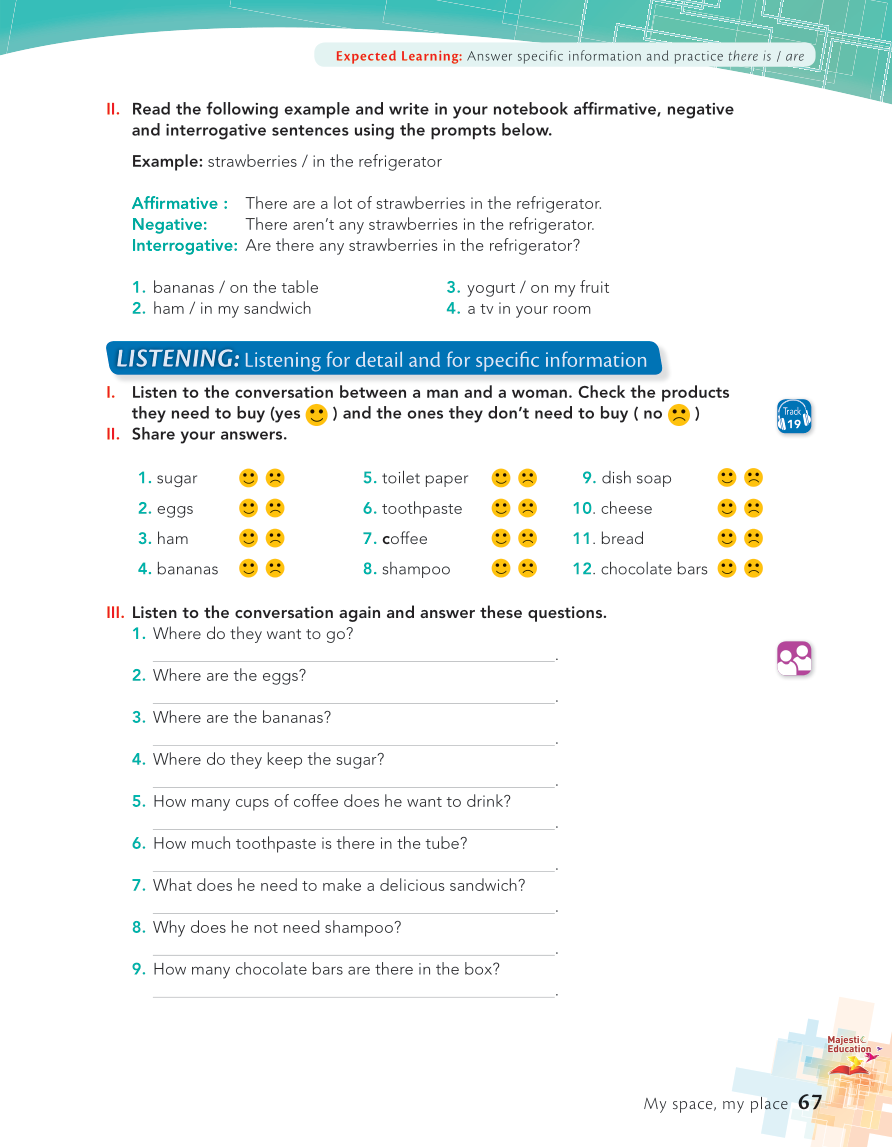 Expected Learning: Answer specific information and practice there is / are
II. Read the following example and write in your notebook affirmative, negative
and interrogative sentences using the prompts below.
Example: strawberries / in the refrigerator
Affirmative : There are a lot of strawberries in the refrigerator.
Negative: There aren’t any strawberries in the refrigerator.
Interrogative: Are there any strawberries in the refrigerator?
1. bananas / on the table
2. ham / in my sandwich
3. yogurt / on my fruit
4. a tv in your room
LISTENING: Listening for detail and for specific information
I. Listen to the conversation between a man and a woman. Check the products
they need to buy (yes ) and the ones they don’t need to buy ( no )
Track
19
II. Share your answers.
1. sugar
2. eggs
3. ham
4. bananas
5. toilet paper
6. toothpaste
7. coffee
8. shampoo
9. dish soap
10. cheese
11. bread
12. chocolate bars
III. Listen to the conversation again and answer these questions.
1. Where do they want to go?
.
2. Where are the eggs?
.
3. Where are the bananas?
.
4. Where do they keep the sugar?
.
5. How many cups of coffee does he want to drink?
.
6. How much toothpaste is there in the tube?
.
7. What does he need to make a delicious sandwich?
.
8. Why does he not need shampoo?
.
9. How many chocolate bars are there in the box?
.
Majestic
Education
My space, my place 67